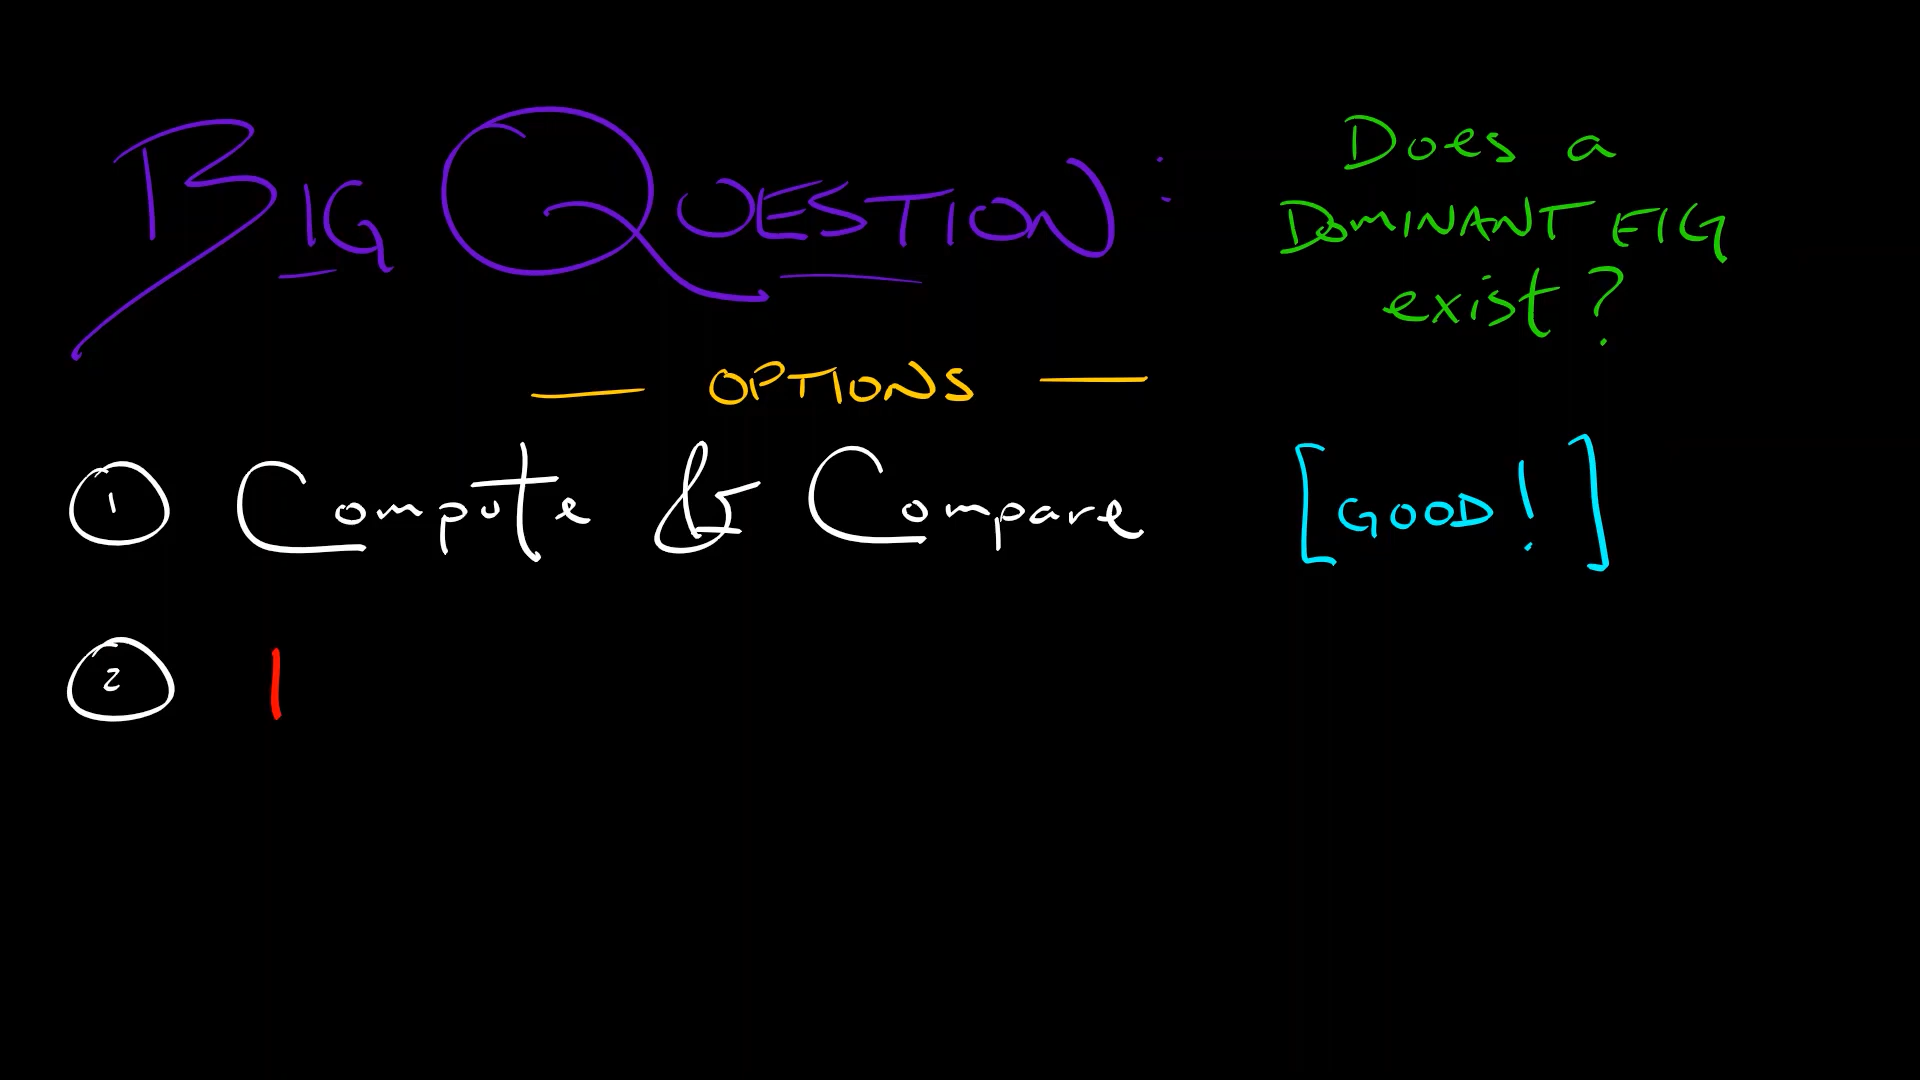 BIG QUESTION:
Does a
DOMINANT EIG
exist?
— OPTIONS —
① Compute & Compare [GOOD!]
②